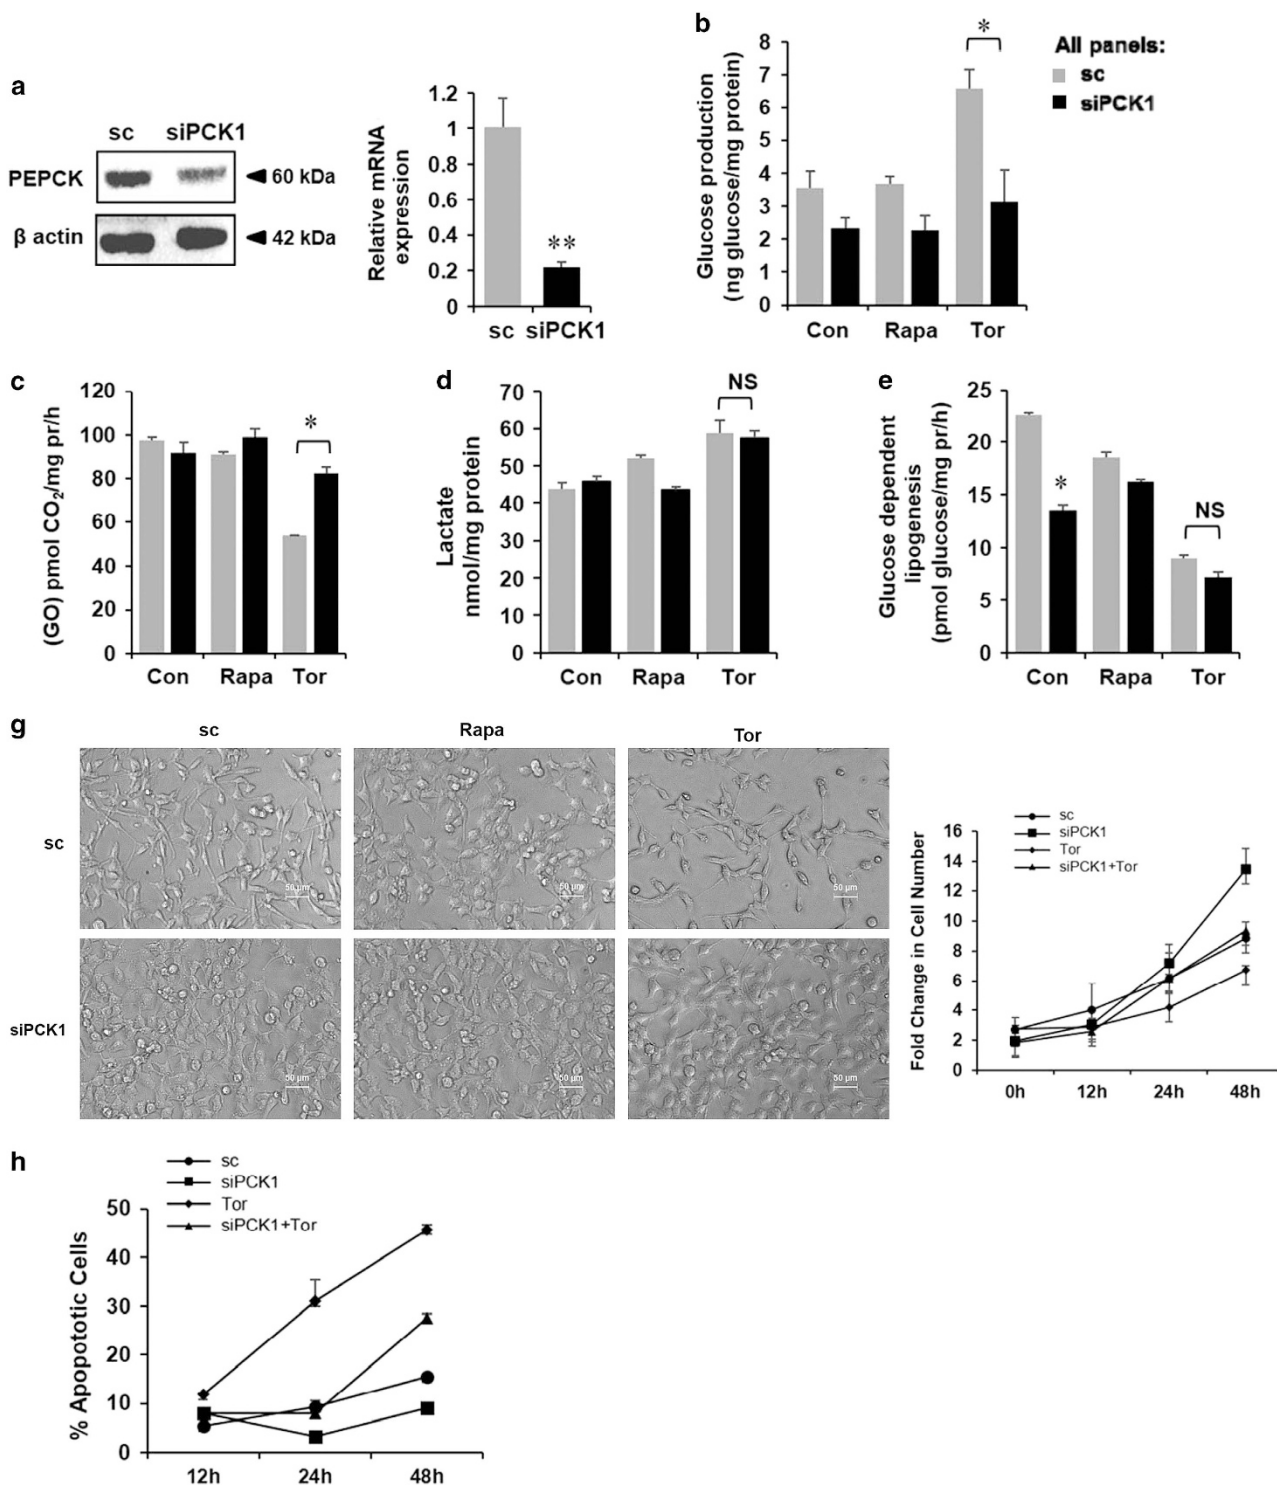 a
sc siPCK1
PEPCK
60 kDa
β actin
42 kDa
Relative mRNA
expression
1.2
1
0.8
0.6
0.4
0.2
0
**
sc siPCK1
b
Glucose production
(ng glucose/mg protein)
8
7
6
5
4
3
2
1
0
*
Con Rapa Tor
All panels:
sc
siPCK1
c
(GO) pmol CO₂/mg pr/h
120
100
80
60
40
20
0
*
Con Rapa Tor
d
Lactate
nmol/mg protein
70
60
50
40
30
20
10
0
NS
Con Rapa Tor
e
Glucose dependent
lipogenesis
(pmol glucose/mg pr/h)
25
20
15
10
5
0
*
NS
Con Rapa Tor
g
sc Rapa Tor
sc
50 µm
50 µm
50 µm
siPCK1
50 µm
50 µm
50 µm
sc
siPCK1
Tor
siPCK1+Tor
Fold Change in Cell Number
16
14
12
10
8
6
4
2
0
0h 12h 24h 48h
h
sc
siPCK1
Tor
siPCK1+Tor
% Apopototic Cells
50
40
30
20
10
0
12h 24h 48h